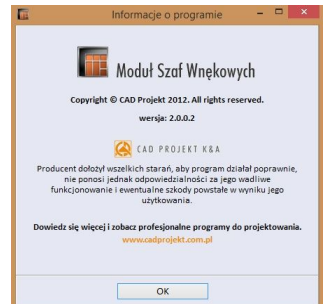 Informacje o programie
Moduł Szaf Wnękowych
Copyright © CAD Projekt 2012. All rights reserved.
wersja: 2.0.0.2
CAD PROJEKT K&A
Producent dołożył wszelkich starań, aby program działał poprawnie,
nie ponosi jednak odpowiedzialności za jego wadliwe
funkcjonowanie i ewentualne szkody powstałe w wyniku jego
użytkowania.
Dowiedz się więcej i zobacz profesjonalne programy do projektowania.
www.cadprojekt.com.pl
OK